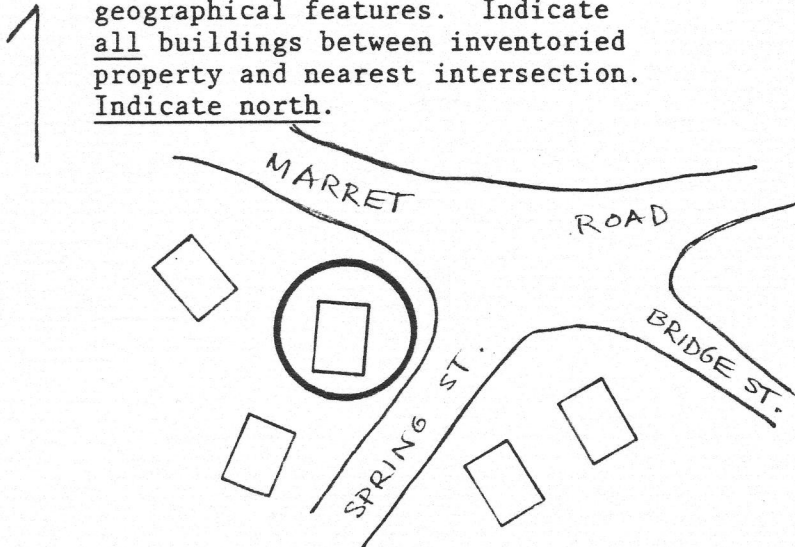 geographical features. Indicate
all buildings between inventoried
property and nearest intersection.
Indicate north.
MARRET ROAD
SPRING ST.
BRIDGE ST.